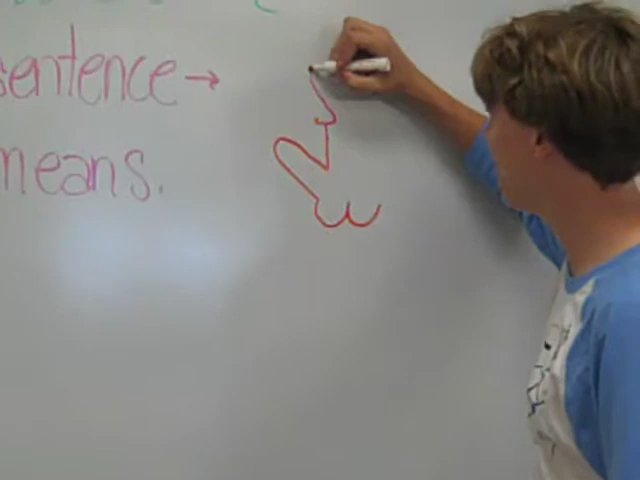 sentence →
means.